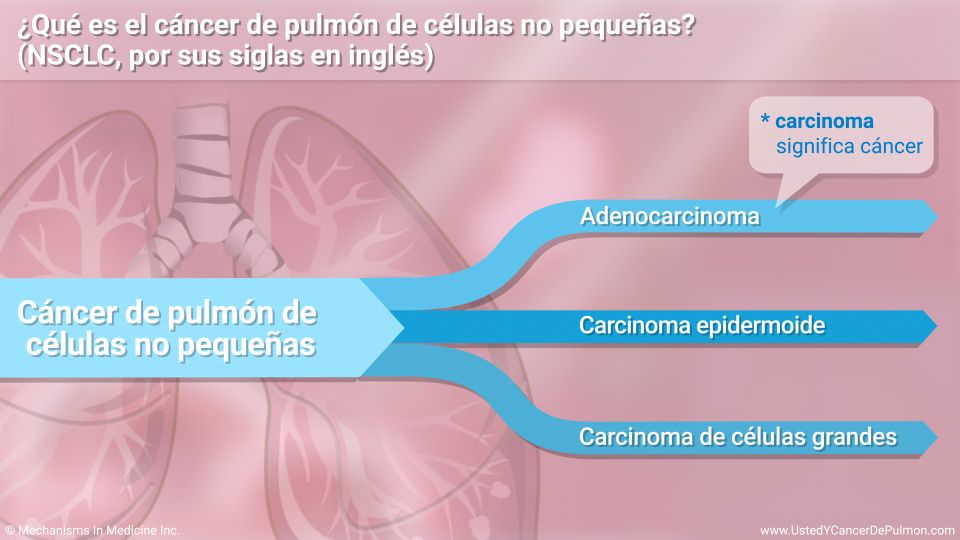 ¿Qué es el cáncer de pulmón de células no pequeñas?
(NSCLC, por sus siglas en inglés)
* carcinoma
significa cáncer
Adenocarcinoma
Cáncer de pulmón de
células no pequeñas
Carcinoma epidermoide
Carcinoma de células grandes
© Mechanisms In Medicine Inc.
www.UstedYCancerDePulmon.com